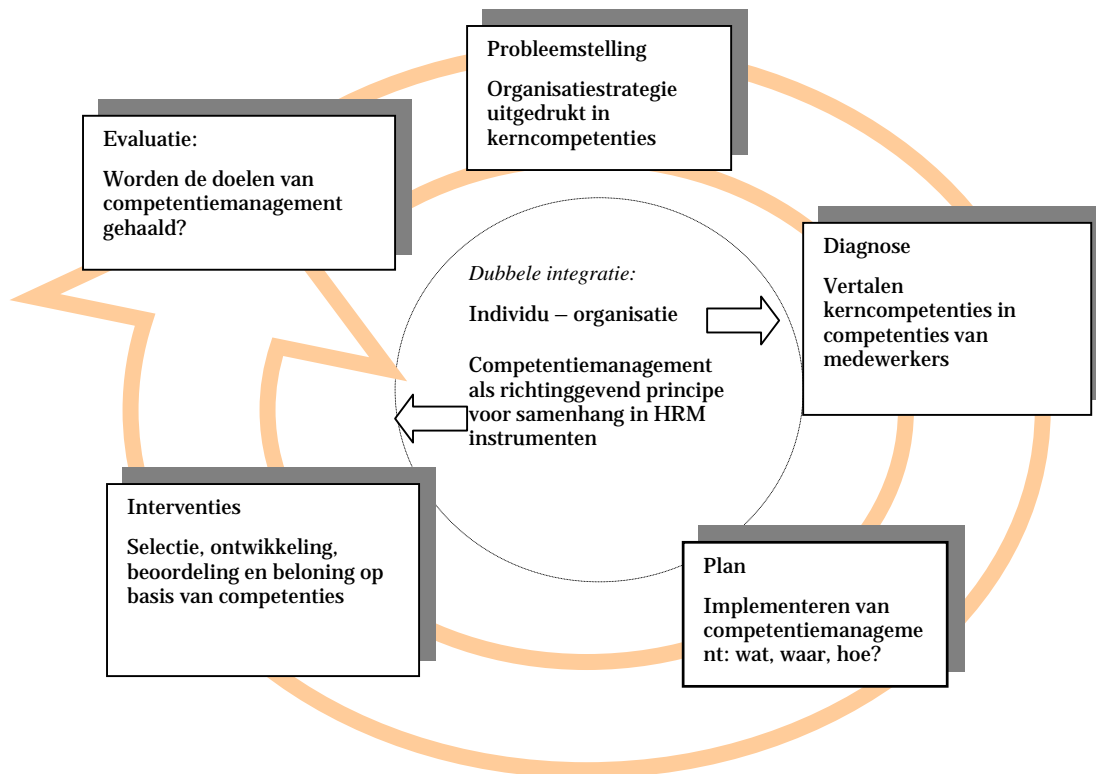 Probleemstelling
Organisatiestrategie
uitgedrukt in
kerncompetenties
Diagnose
Vertalen
kerncompetenties in
competenties van
medewerkers
Plan
Implementeren van
competentiemanageme
nt: wat, waar, hoe?
Interventies
Selectie, ontwikkeling,
beoordeling en beloning op
basis van competenties
Evaluatie:
Worden de doelen van
competentiemanagement
gehaald?
Dubbele integratie:
Individu – organisatie
Competentiemanagement
als richtinggevend principe
voor samenhang in HRM
instrumenten